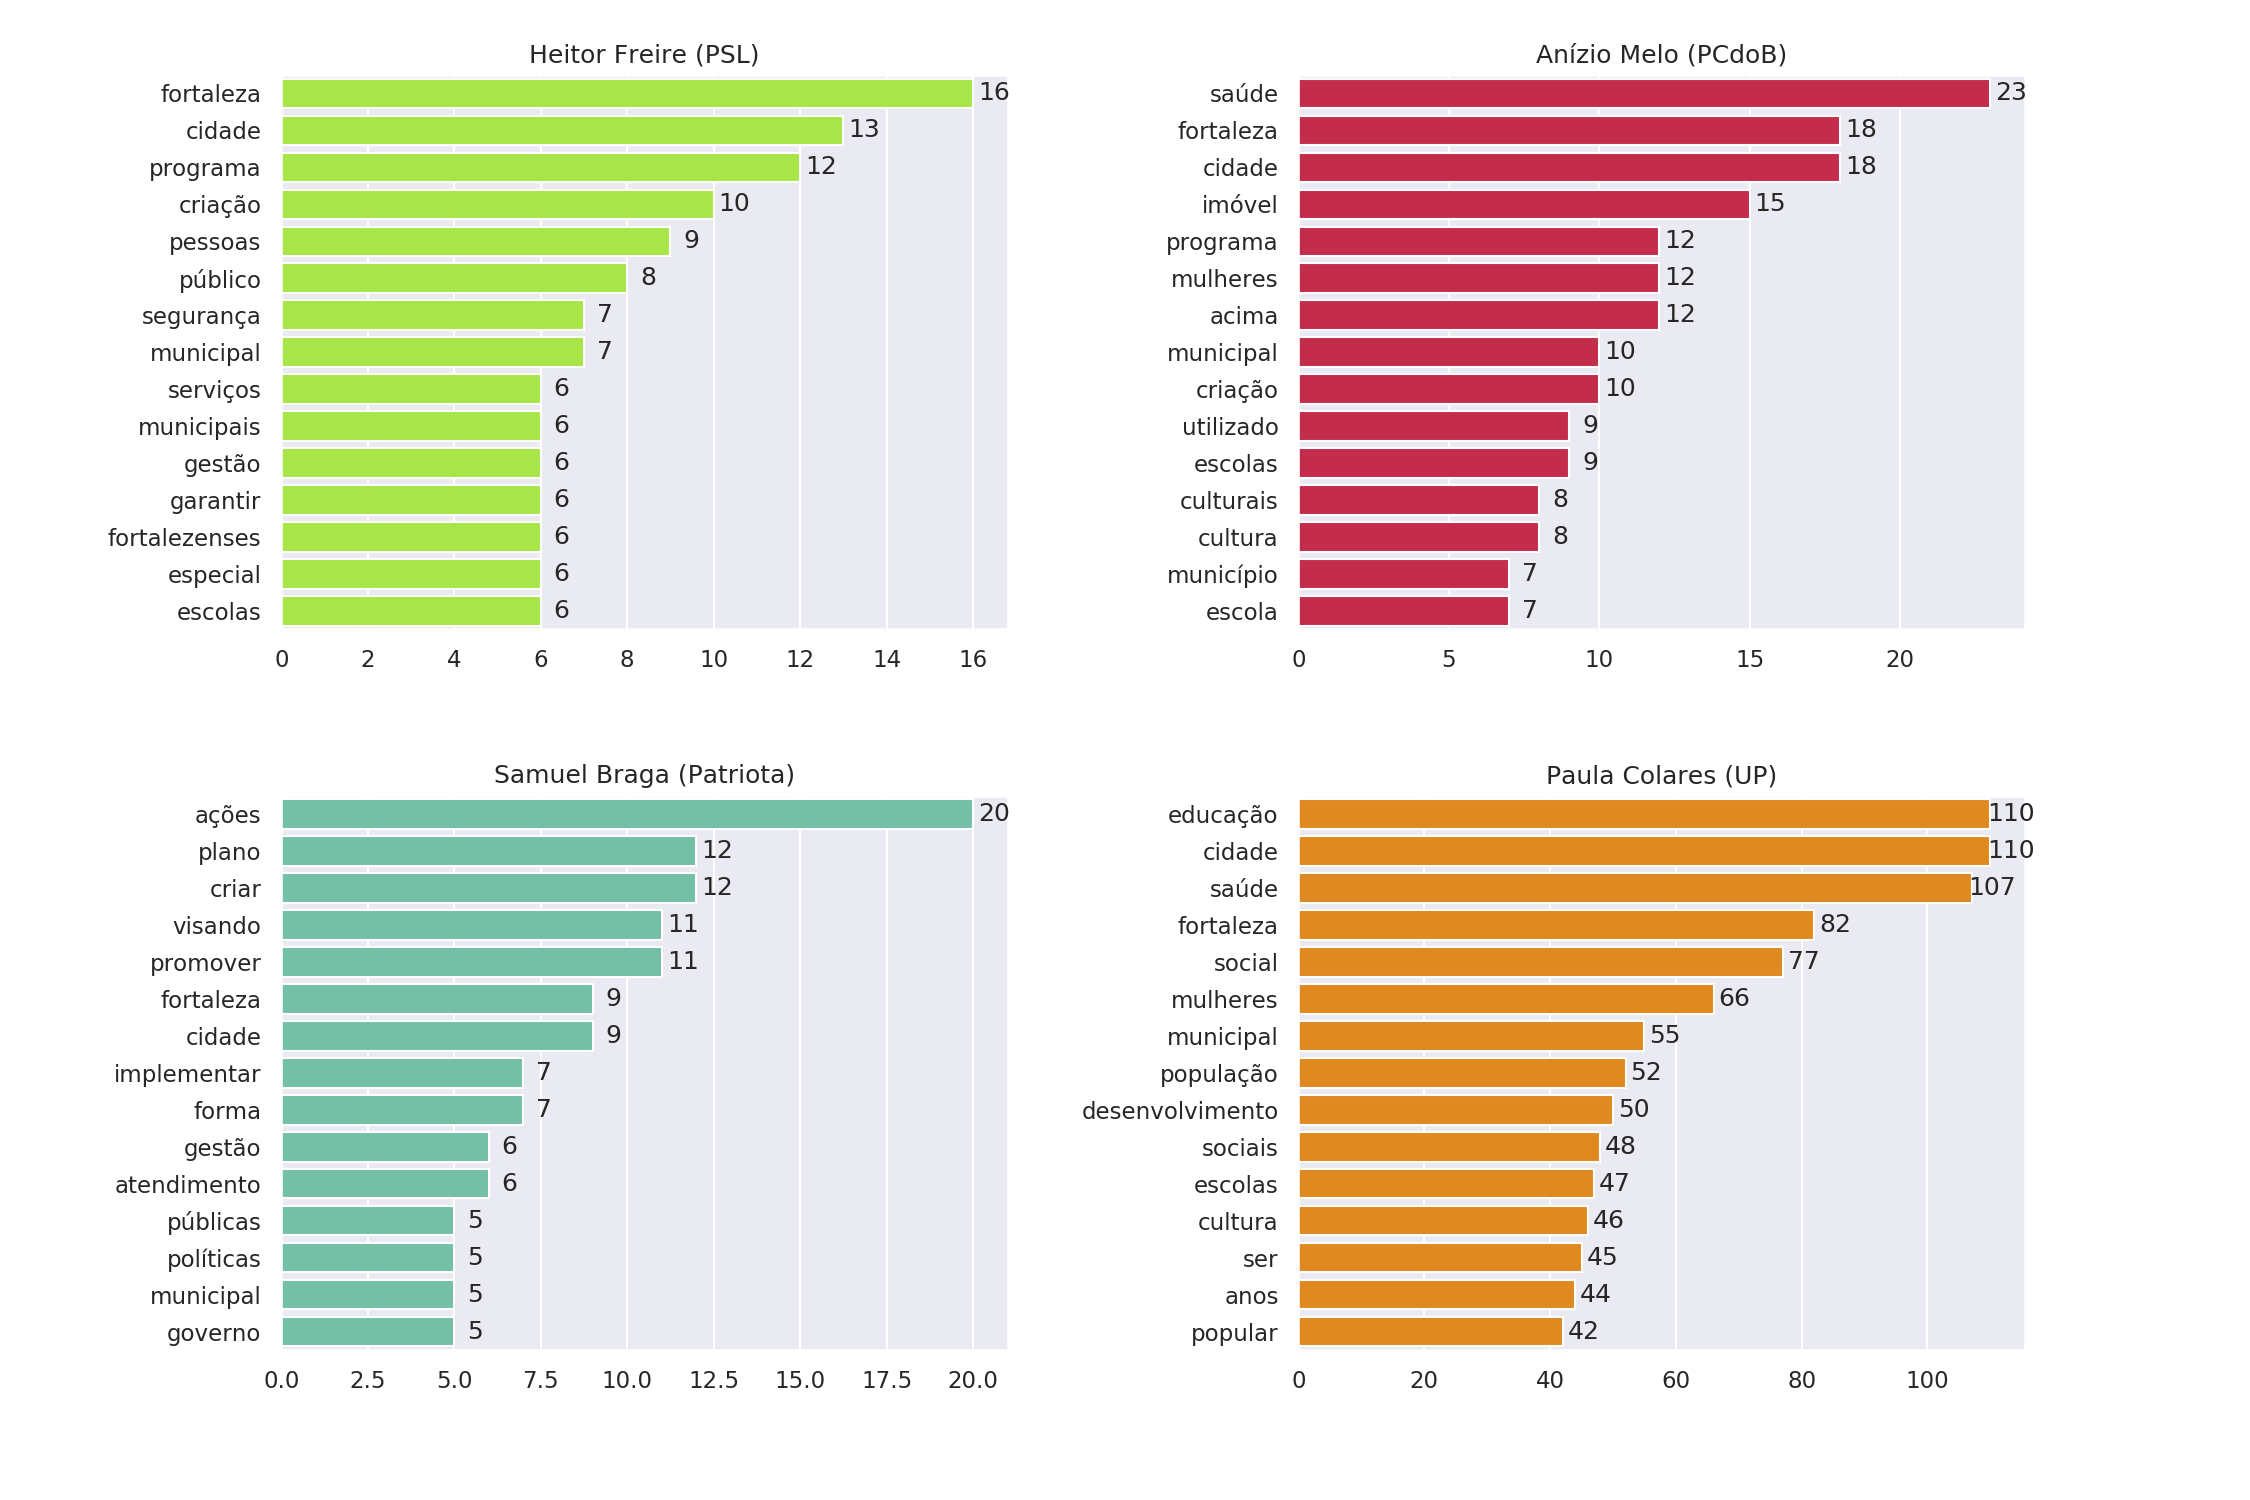 Heitor Freire (PSL)
fortaleza 16
cidade 13
programa 12
criação 10
pessoas 9
público 8
segurança 7
municipal 7
serviços 6
municipais 6
gestão 6
garantir 6
fortalezenses 6
especial 6
escolas 6
0 2 4 6 8 10 12 14 16
Anízio Melo (PCdoB)
saúde 23
fortaleza 18
cidade 18
imóvel 15
programa 12
mulheres 12
acima 12
municipal 10
criação 10
utilizado 9
escolas 9
culturais 8
cultura 8
município 7
escola 7
0 5 10 15 20
Samuel Braga (Patriota)
ações 20
plano 12
criar 12
visando 11
promover 11
fortaleza 9
cidade 9
implementar 7
forma 7
gestão 6
atendimento 6
públicas 5
políticas 5
municipal 5
governo 5
0.0 2.5 5.0 7.5 10.0 12.5 15.0 17.5 20.0
Paula Colares (UP)
educação 110
cidade 110
saúde 107
fortaleza 82
social 77
mulheres 66
municipal 55
população 52
desenvolvimento 50
sociais 48
escolas 47
cultura 46
ser 45
anos 44
popular 42
0 20 40 60 80 100